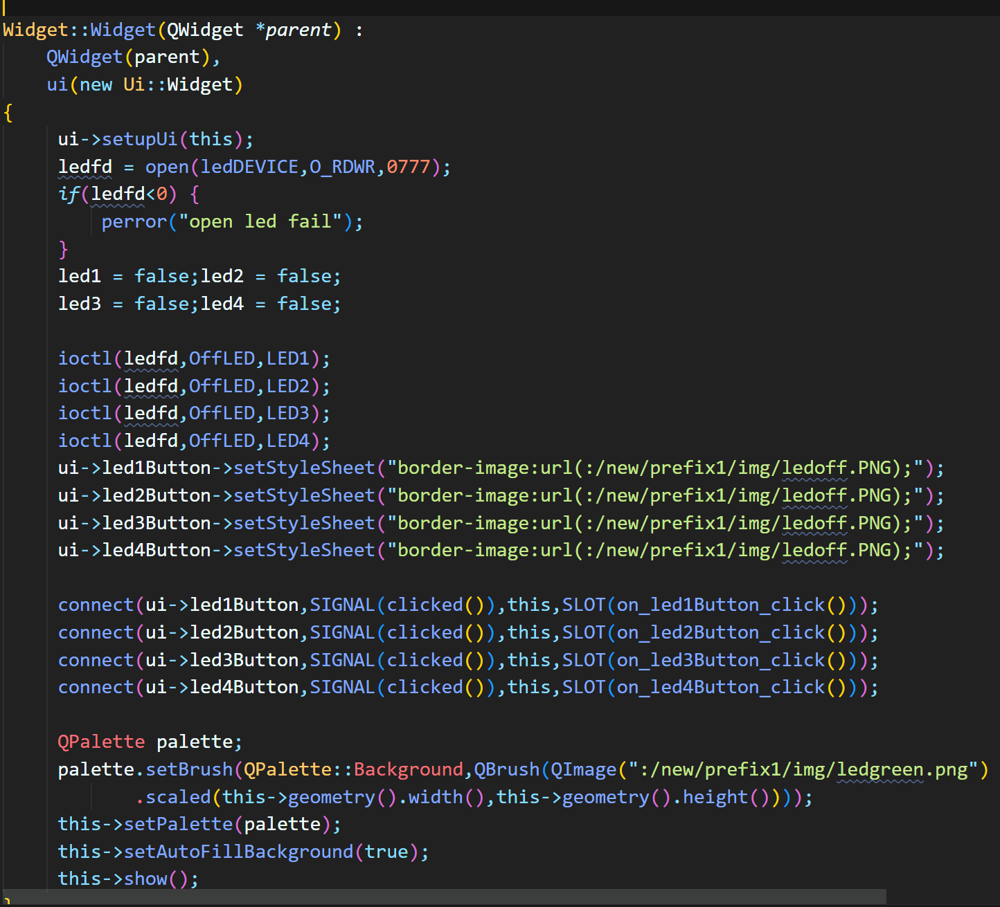 Widget::Widget(QWidget *parent) :
    QWidget(parent),
    ui(new Ui::Widget)
{
     ui->setupUi(this);
     ledfd = open(ledDEVICE,O_RDWR,0777);
     if(ledfd<0) {
         perror("open led fail");
     }
     led1 = false;led2 = false;
     led3 = false;led4 = false;

     ioctl(ledfd,OffLED,LED1);
     ioctl(ledfd,OffLED,LED2);
     ioctl(ledfd,OffLED,LED3);
     ioctl(ledfd,OffLED,LED4);
     ui->led1Button->setStyleSheet("border-image:url(:/new/prefix1/img/ledoff.PNG);");
     ui->led2Button->setStyleSheet("border-image:url(:/new/prefix1/img/ledoff.PNG);");
     ui->led3Button->setStyleSheet("border-image:url(:/new/prefix1/img/ledoff.PNG);");
     ui->led4Button->setStyleSheet("border-image:url(:/new/prefix1/img/ledoff.PNG);");

     connect(ui->led1Button,SIGNAL(clicked()),this,SLOT(on_led1Button_click()));
     connect(ui->led2Button,SIGNAL(clicked()),this,SLOT(on_led2Button_click()));
     connect(ui->led3Button,SIGNAL(clicked()),this,SLOT(on_led3Button_click()));
     connect(ui->led4Button,SIGNAL(clicked()),this,SLOT(on_led4Button_click()));

     QPalette palette;
     palette.setBrush(QPalette::Background,QBrush(QImage(":/new/prefix1/img/ledgreen.png")
            .scaled(this->geometry().width(),this->geometry().height())));
     this->setPalette(palette);
     this->setAutoFillBackground(true);
     this->show();
}